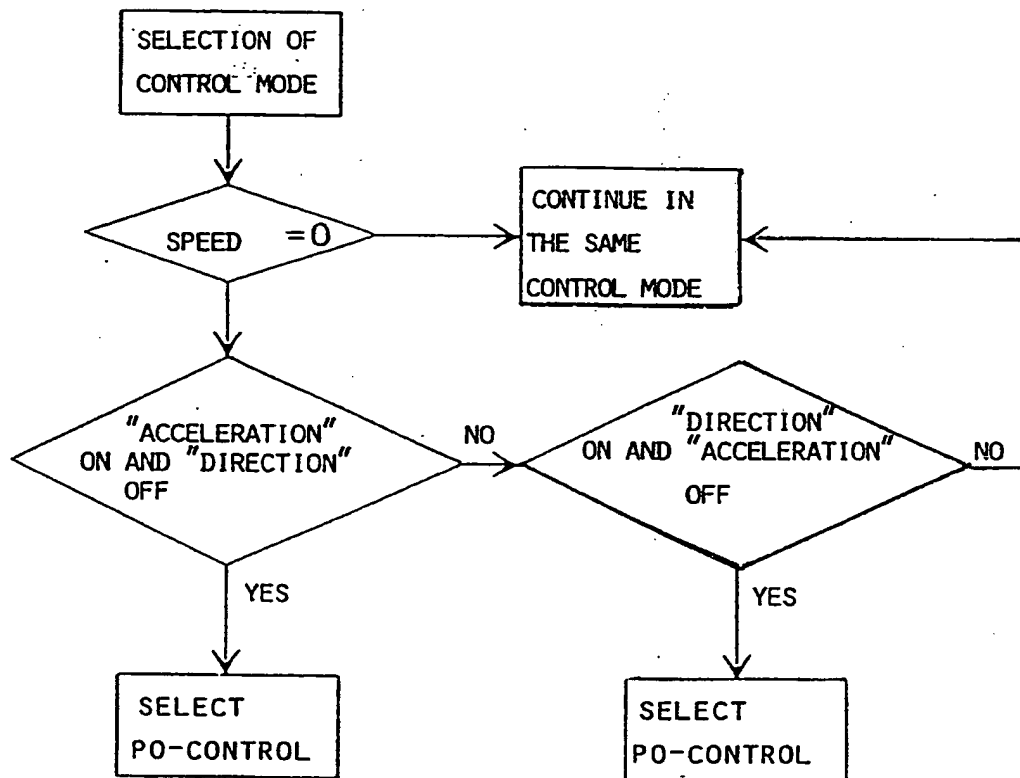 SELECTION OF
CONTROL MODE
SPEED =0
CONTINUE IN
THE SAME
CONTROL MODE
"ACCELERATION"
ON AND "DIRECTION"
OFF
NO
"DIRECTION"
ON AND "ACCELERATION"
OFF
NO
YES
YES
SELECT
PO-CONTROL
SELECT
PO-CONTROL